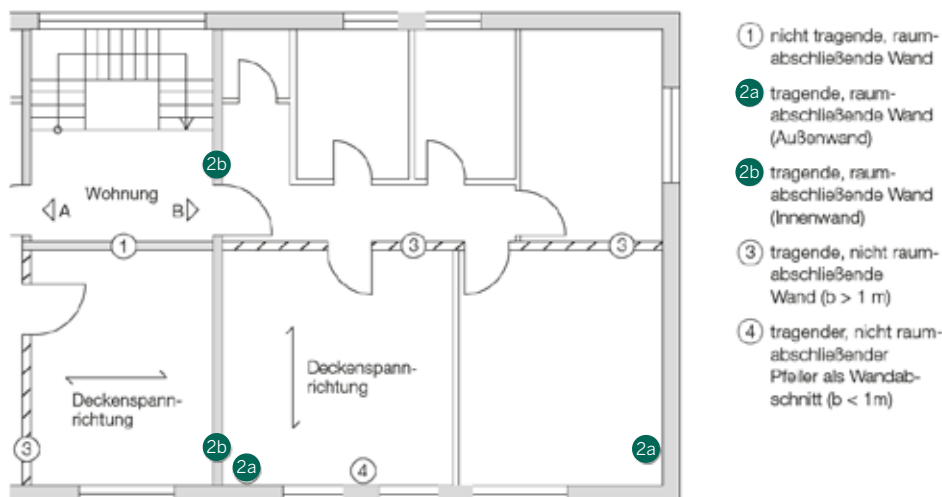 2b
Wohnung
A
B
1
3
3
Deckenspann-
richtung
Deckenspann-
richtung
3
2b
2a
4
2a
1 nicht tragende, raum-
abschließende Wand
2a tragende, raum-
abschließende Wand
(Außenwand)
2b tragende, raum-
abschließende Wand
(Innenwand)
3 tragende, nicht raum-
abschließende
Wand (b > 1 m)
4 tragender, nicht raum-
abschließender
Pfeiler als Wandab-
schnitt (b < 1m)